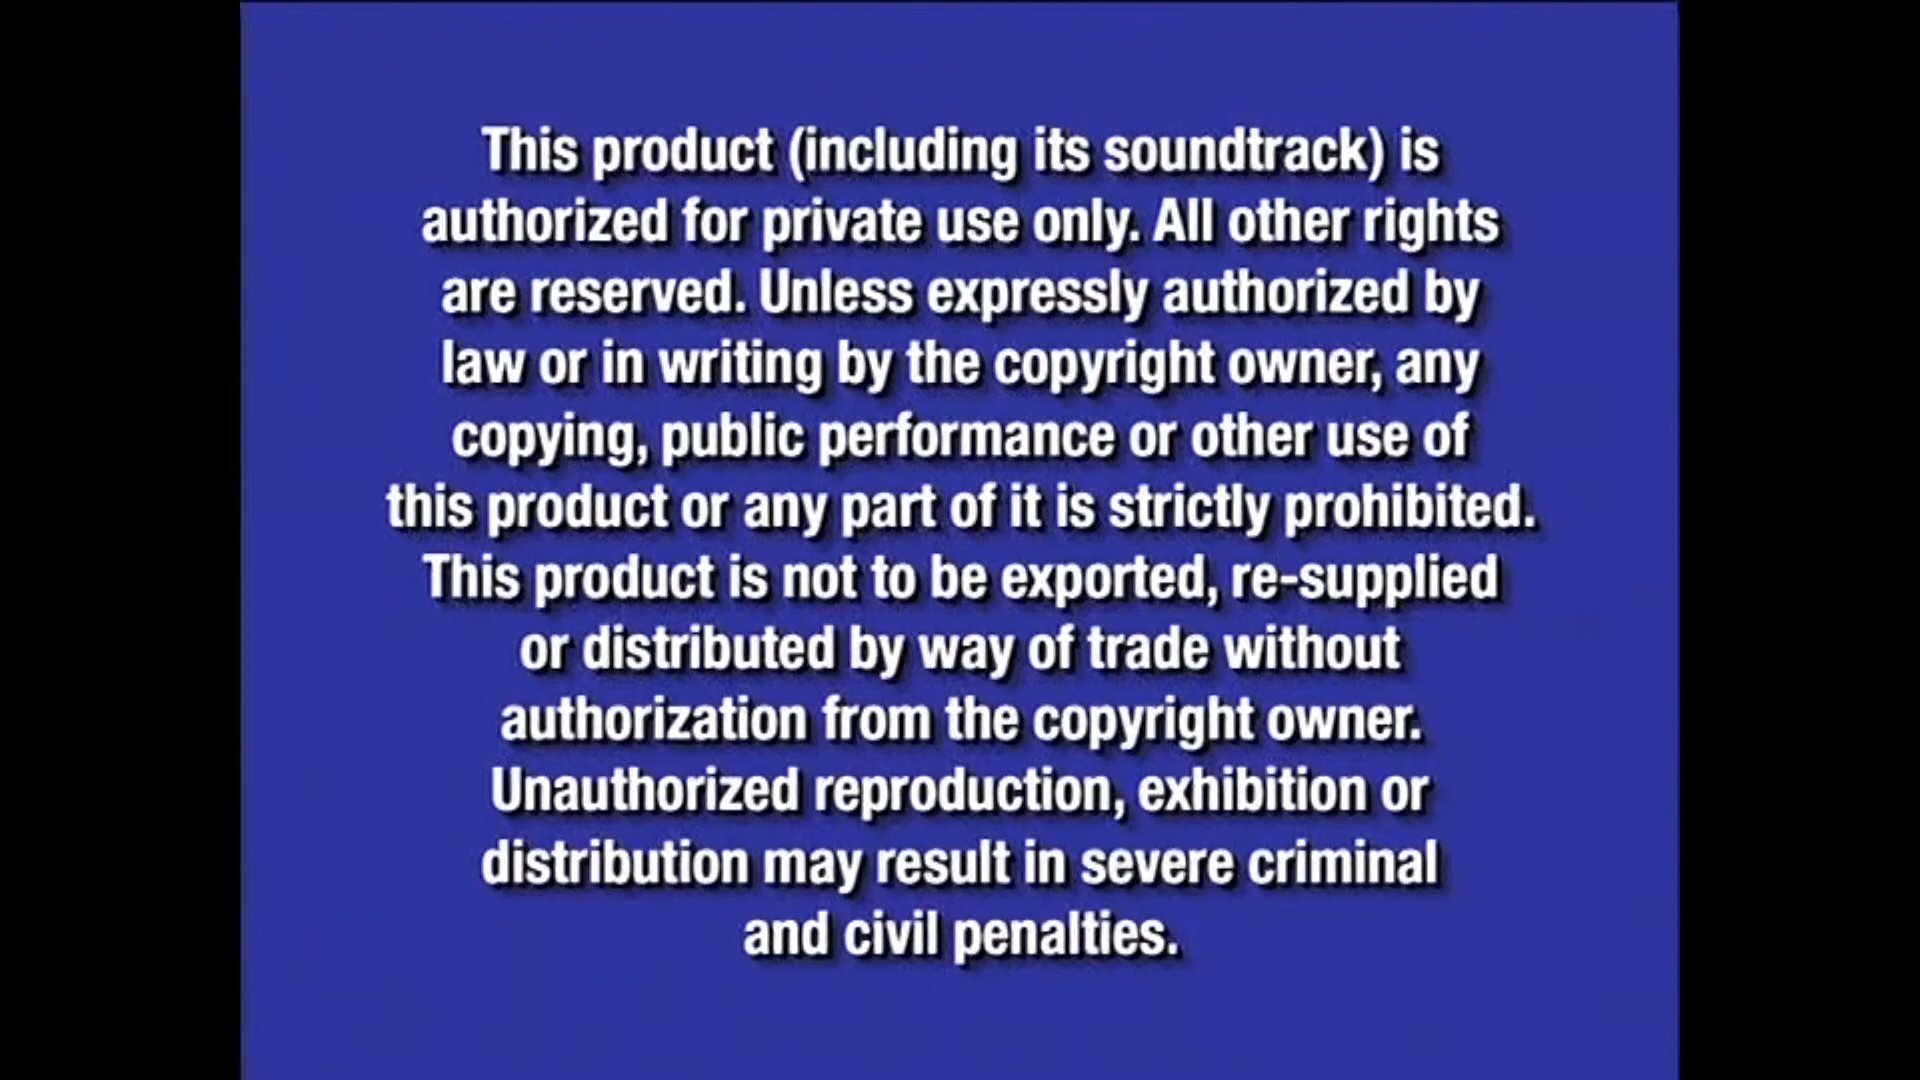 This product (including its soundtrack) is
authorized for private use only. All other rights
are reserved. Unless expressly authorized by
law or in writing by the copyright owner, any
copying, public performance or other use of
this product or any part of it is strictly prohibited.
This product is not to be exported, re-supplied
or distributed by way of trade without
authorization from the copyright owner.
Unauthorized reproduction, exhibition or
distribution may result in severe criminal
and civil penalties.